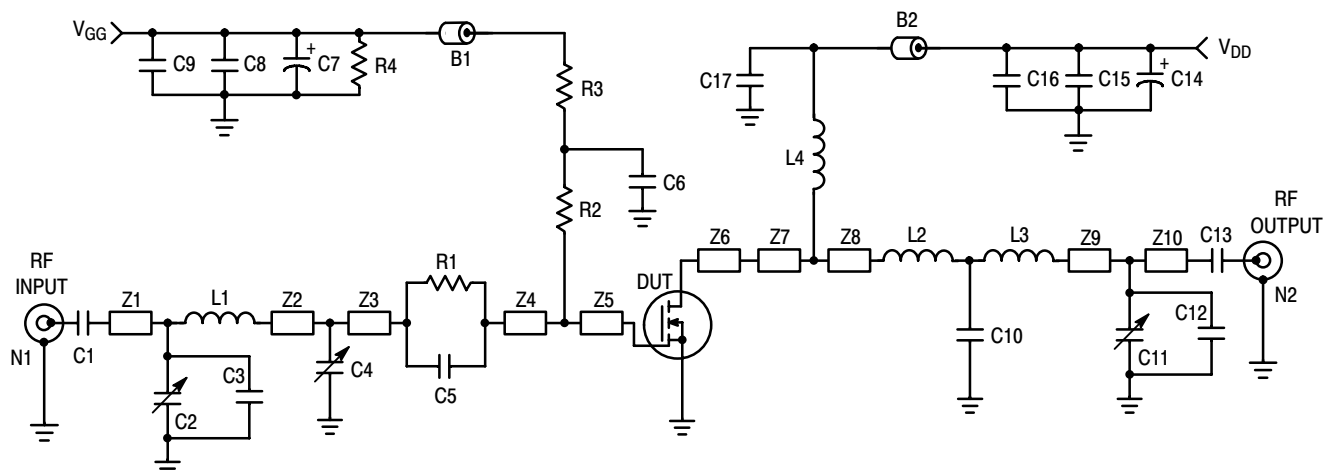 VGG
C9
C8
+
C7
R4
B1
R3
C6
R2
B2
C17
L4
C16
C15
+
C14
VDD
RF
INPUT
N1
C1
Z1
L1
Z2
Z3
R1
C5
Z4
Z5
C2
C3
C4
DUT
Z6
Z7
Z8
L2
L3
Z9
Z10
C13
RF
OUTPUT
N2
C10
C11
C12